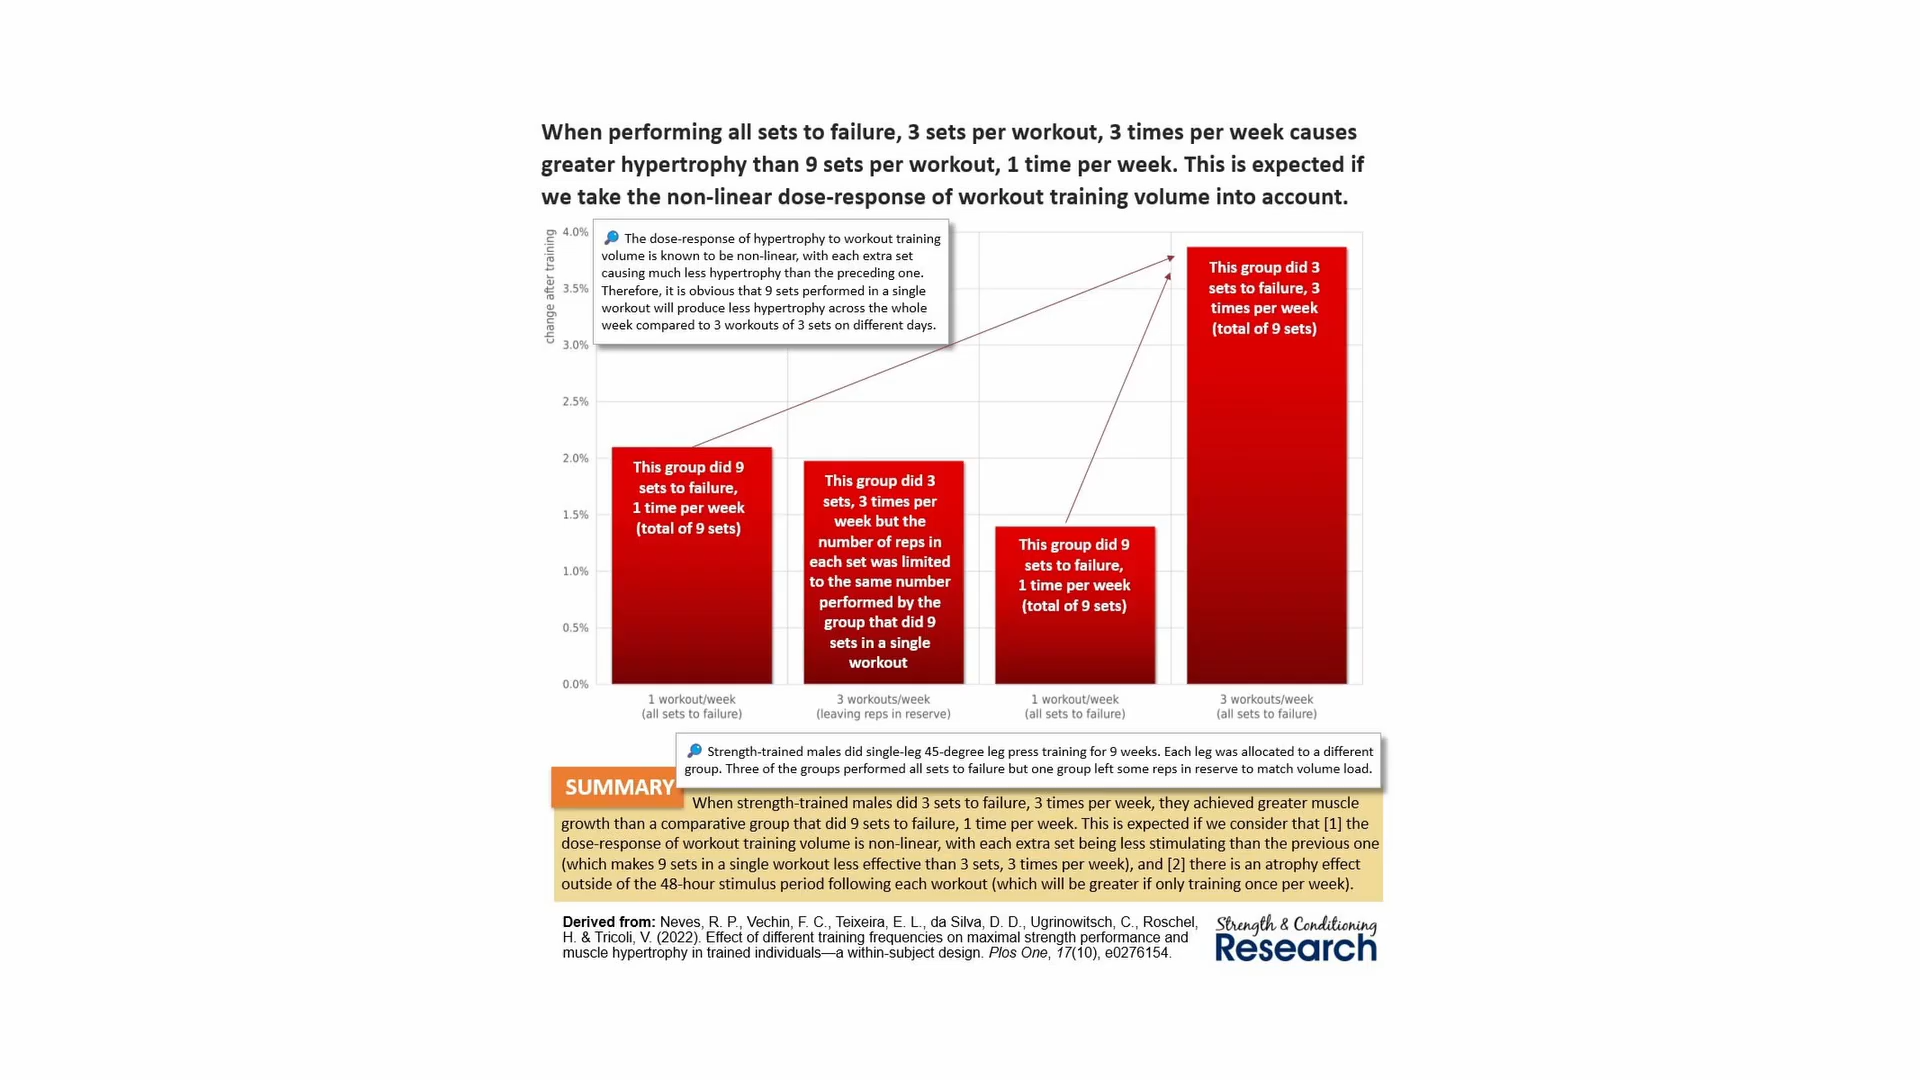 When performing all sets to failure, 3 sets per workout, 3 times per week causes
greater hypertrophy than 9 sets per workout, 1 time per week. This is expected if
we take the non-linear dose-response of workout training volume into account.
change after training
4.0%
3.5%
3.0%
2.5%
2.0%
1.5%
1.0%
0.5%
0.0%
The dose-response of hypertrophy to workout training
volume is known to be non-linear, with each extra set
causing much less hypertrophy than the preceding one.
Therefore, it is obvious that 9 sets performed in a single
workout will produce less hypertrophy across the whole
week compared to 3 workouts of 3 sets on different days.
This group did 9
sets to failure,
1 time per week
(total of 9 sets)
This group did 3
sets, 3 times per
week but the
number of reps in
each set was limited
to the same number
performed by the
group that did 9
sets in a single
workout
This group did 9
sets to failure,
1 time per week
(total of 9 sets)
This group did 3
sets to failure, 3
times per week
(total of 9 sets)
1 workout/week
(all sets to failure)
3 workouts/week
(leaving reps in reserve)
1 workout/week
(all sets to failure)
3 workouts/week
(all sets to failure)
Strength-trained males did single-leg 45-degree leg press training for 9 weeks. Each leg was allocated to a different
group. Three of the groups performed all sets to failure but one group left some reps in reserve to match volume load.
SUMMARY
When strength-trained males did 3 sets to failure, 3 times per week, they achieved greater muscle
growth than a comparative group that did 9 sets to failure, 1 time per week. This is expected if we consider that [1] the
dose-response of workout training volume is non-linear, with each extra set being less stimulating than the previous one
(which makes 9 sets in a single workout less effective than 3 sets, 3 times per week), and [2] there is an atrophy effect
outside of the 48-hour stimulus period following each workout (which will be greater if only training once per week).
Derived from: Neves, R. P., Vechin, F. C., Teixeira, E. L., da Silva, D. D., Ugrinowitsch, C., Roschel,
H. & Tricoli, V. (2022). Effect of different training frequencies on maximal strength performance and
muscle hypertrophy in trained individuals—a within-subject design. Plos One, 17(10), e0276154.
Strength & Conditioning
Research